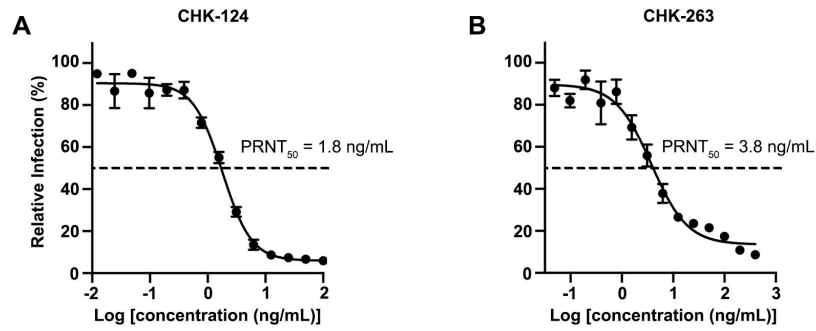 A
CHK-124
Relative Infection (%)
100
80
60
40
20
0
PRNT50 = 1.8 ng/mL
-2
-1
0
1
2
Log [concentration (ng/mL)]
B
CHK-263
100
80
60
40
20
0
PRNT50 = 3.8 ng/mL
-1
0
1
2
3
Log [concentration (ng/mL)]